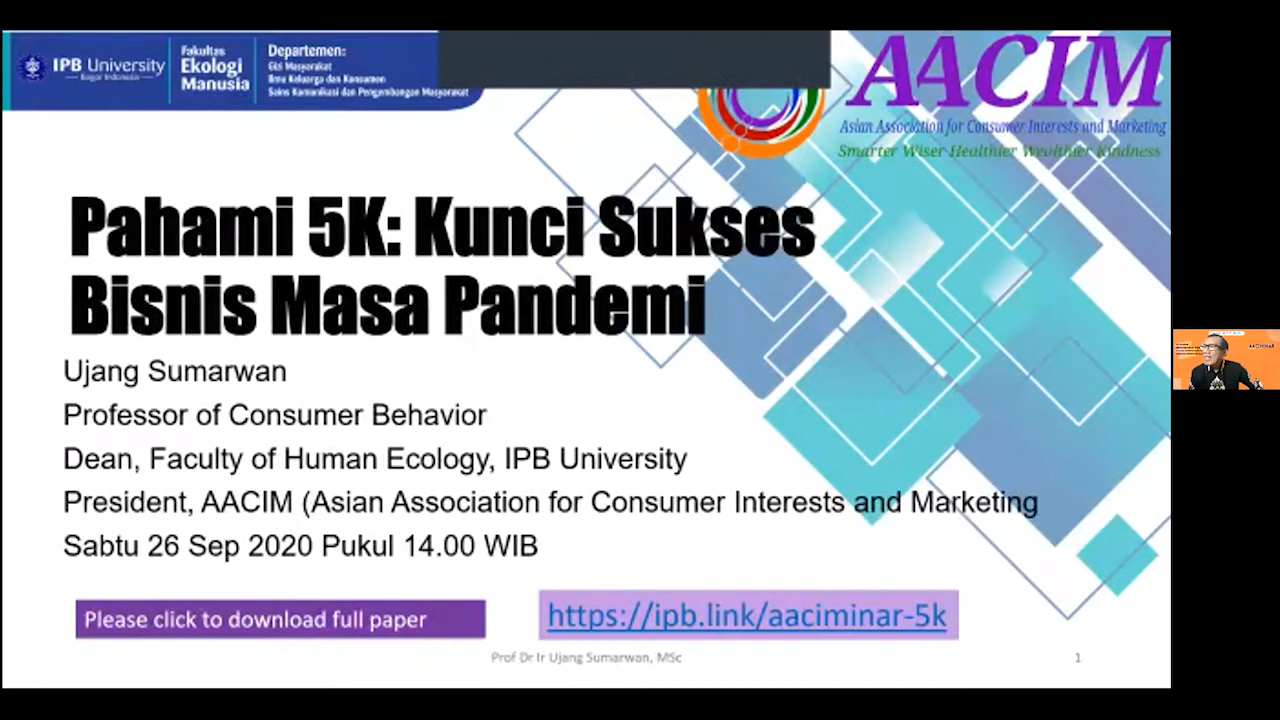 IPB University
Bogor Indonesia
Fakultas
Ekologi
Manusia
Departemen:
Gizi Masyarakat
Ilmu Keluarga dan Konsumen
Sains Komunikasi dan Pengembangan Masyarakat
AACIM
Asian Association for Consumer Interests and Marketing
Smarter Wiser Healthier Wealthier Kindness
Pahami 5K: Kunci Sukses
Bisnis Masa Pandemi
Ujang Sumarwan
Professor of Consumer Behavior
Dean, Faculty of Human Ecology, IPB University
President, AACIM (Asian Association for Consumer Interests and Marketing
Sabtu 26 Sep 2020 Pukul 14.00 WIB
Please click to download full paper
https://ipb.link/aaciminar-5k
Prof Dr Ir Ujang Sumarwan, MSc
1
AACIMINAR